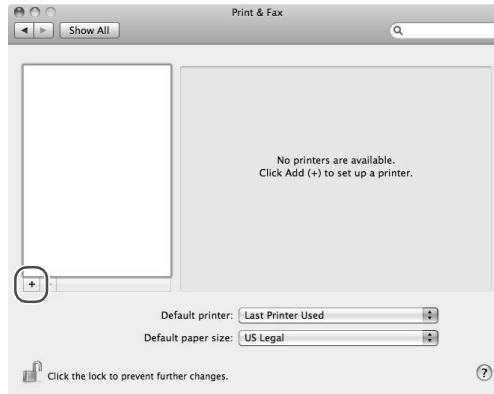 Print & Fax
Show All
No printers are available.
Click Add (+) to set up a printer.
+ -
Default printer: Last Printer Used
Default paper size: US Legal
Click the lock to prevent further changes.
?